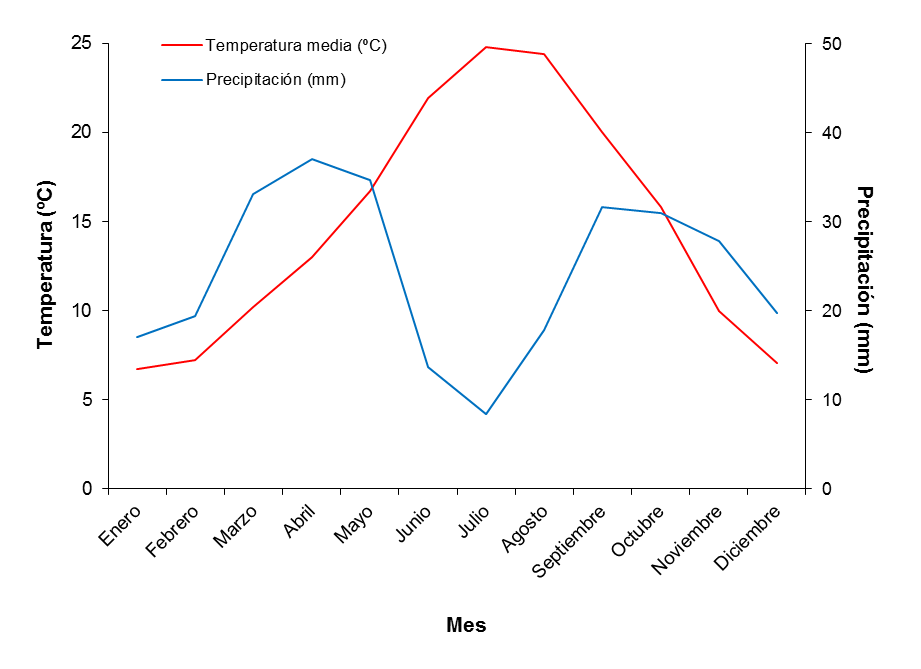 Temperatura media (ºC)
Precipitación (mm)
Temperatura (ºC)
25
20
15
10
5
0
Precipitación (mm)
50
40
30
20
10
0
Enero
Febrero
Marzo
Abril
Mayo
Junio
Julio
Agosto
Septiembre
Octubre
Noviembre
Diciembre
Mes